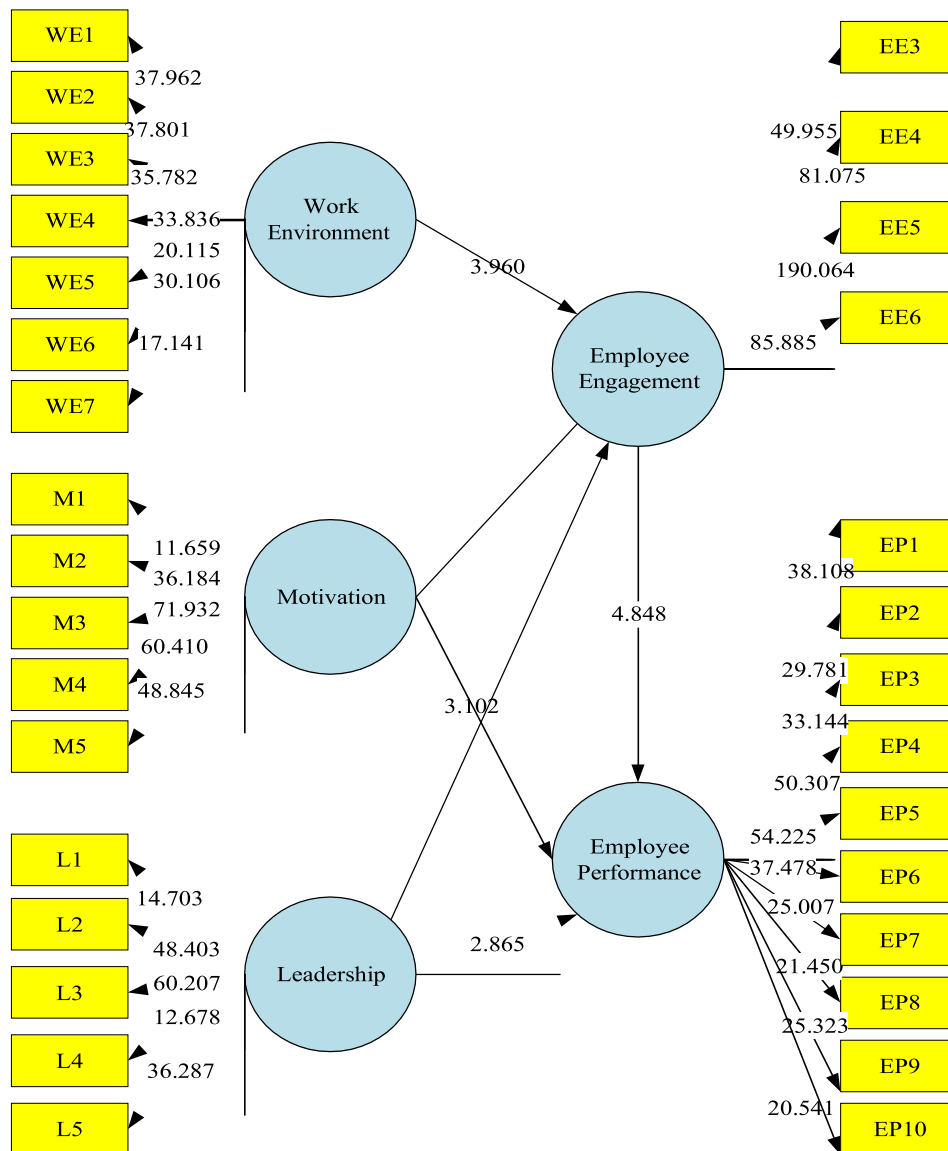 WE1
37.962
WE2
37.801
WE3
35.782
WE4
33.836
20.115
WE5
30.106
WE6
17.141
WE7
Work
Environment
3.960
EE3
49.955
EE4
81.075
EE5
190.064
EE6
85.885
Employee
Engagement
M1
11.659
M2
36.184
M3
71.932
60.410
M4
48.845
M5
Motivation
3.102
4.848
EP1
38.108
EP2
29.781
EP3
33.144
EP4
50.307
EP5
54.225
37.478
EP6
25.007
EP7
21.450
EP8
25.323
EP9
20.541
EP10
Employee
Performance
L1
14.703
L2
48.403
L3
60.207
12.678
L4
36.287
L5
Leadership
2.865